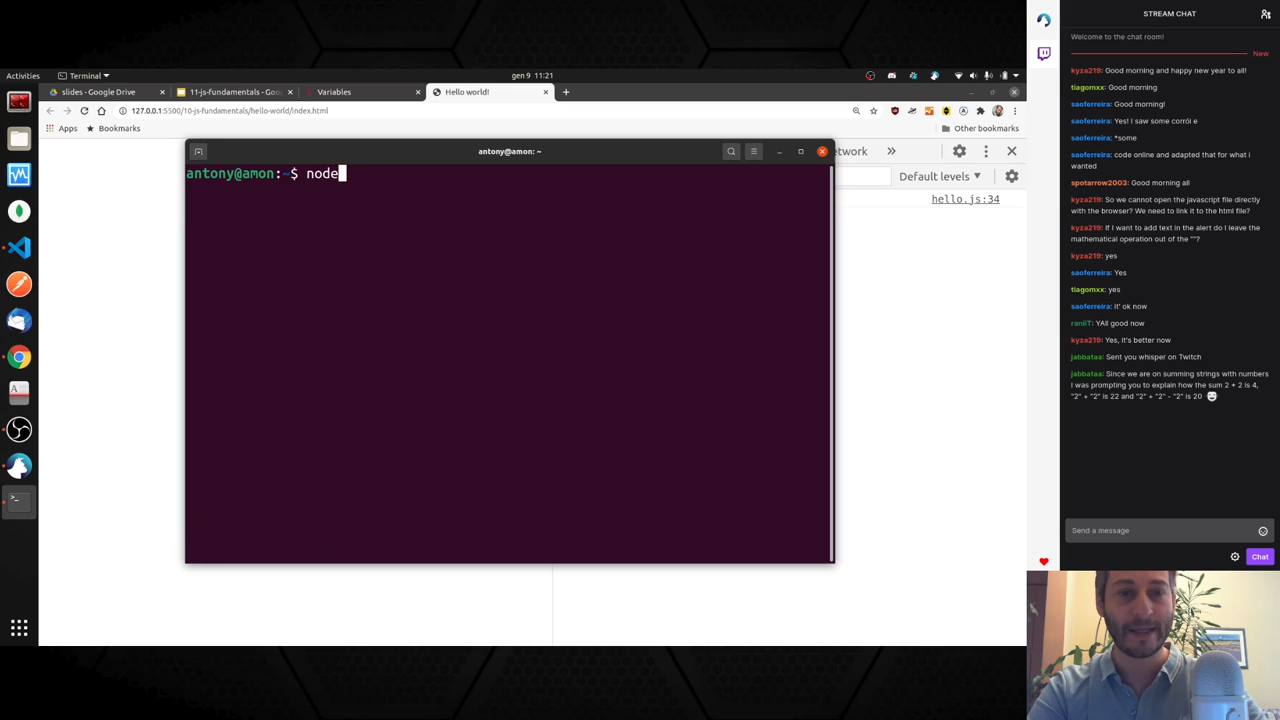 Activities
Terminal
gen 9 11:21
slides - Google Drive
11-js-fundamentals - Goo
Variables
Hello world!
127.0.0.1:5500/10-js-fundamentals/hello-world/index.html
Apps
Bookmarks
Other bookmarks
antony@amon: ~
antony@amon:~$ node
twork
Default levels
hello.js:34
STREAM CHAT
Welcome to the chat room!
New
kyza219: Good morning and happy new year to all!
tiagomxx: Good morning
saoferreira: Good morning!
saoferreira: Yes! I saw some corrói e
saoferreira: *some
saoferreira: code online and adapted that for what i
wanted
spotarrow2003: Good morning all
kyza219: So we cannot open the javascript file directly
with the browser? We need to link it to the html file?
kyza219: If I want to add text in the alert do I leave the
mathematical operation out of the ""?
kyza219: yes
saoferreira: Yes
tiagomxx: yes
saoferreira: it' ok now
raniiT: YAll good now
kyza219: Yes, it's better now
jabbataa: Sent you whisper on Twitch
jabbataa: Since we are on summing strings with numbers
I was prompting you to explain how the sum 2 + 2 is 4,
"2" + "2" is 22 and "2" + "2" - "2" is 20
Send a message
Chat